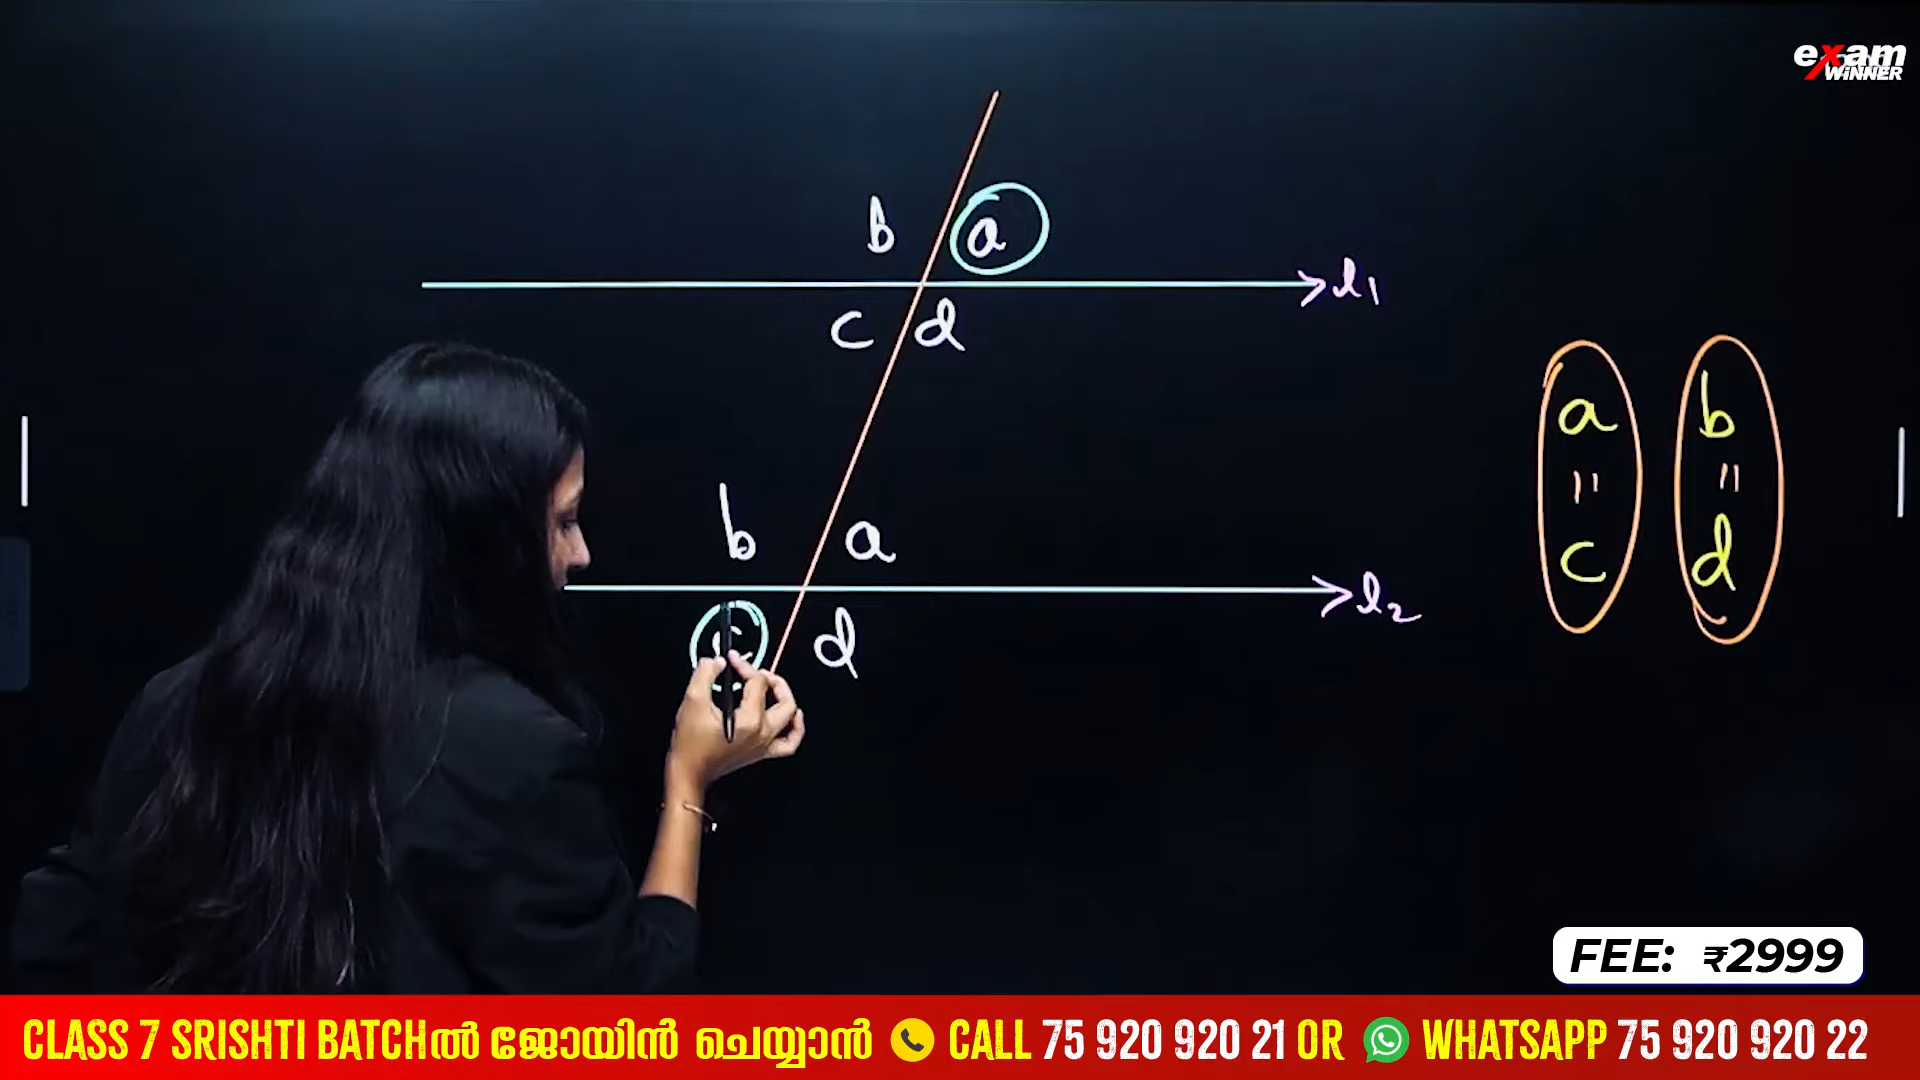 exam
WINNER
b a
l1
c d
a b
= =
c d
b a
l2
c d
FEE: ₹2999
CLASS 7 SRISHTI BATCHൽ ജോയിൻ ചെയ്യാൻ CALL 75 920 920 21 OR WHATSAPP 75 920 920 22